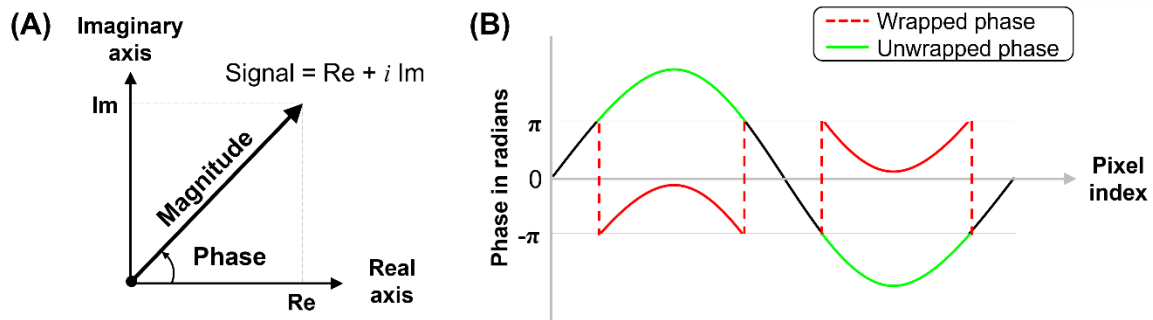 (A)
Imaginary
axis
Signal = Re + i Im
Im
Magnitude
Phase
Real
axis
Re
(B)
Wrapped phase
Unwrapped phase
Phase in radians
π
0
-π
Pixel
index